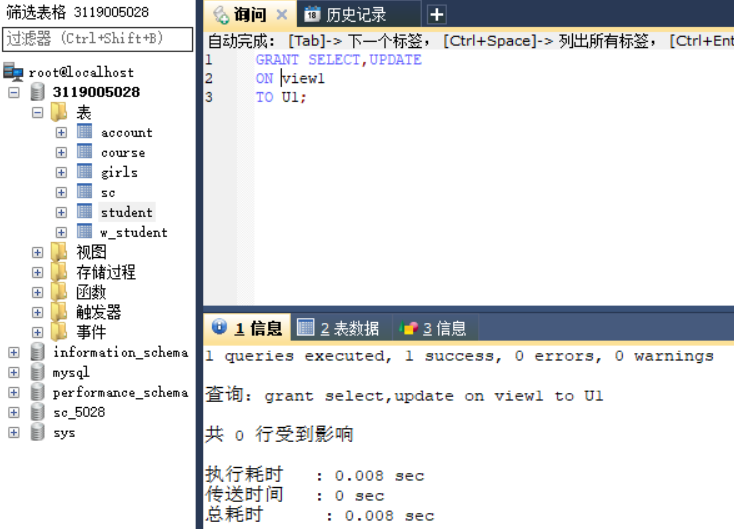 筛选表格 3119005028
过滤器 (Ctrl+Shift+B)
root@localhost
3119005028
表
account
course
girls
sc
student
w_student
视图
存储过程
函数
触发器
事件
information_schema
mysql
performance_schema
sc_5028
sys
询问
历史记录
自动完成: [Tab]-> 下一个标签, [Ctrl+Space]-> 列出所有标签, [Ctrl+Ent
1 GRANT SELECT,UPDATE
2 ON view1
3 TO U1;
1 信息 2 表数据 3 信息
1 queries executed, 1 success, 0 errors, 0 warnings
查询: grant select,update on view1 to U1
共 0 行受到影响
执行耗时 : 0.008 sec
传送时间 : 0 sec
总耗时 : 0.008 sec